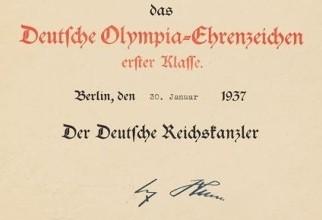 das
Deutsche Olympia-Ehrenzeichen
erster Klasse.
Berlin, den 30. Januar 1937
Der Deutsche Reichskanzler